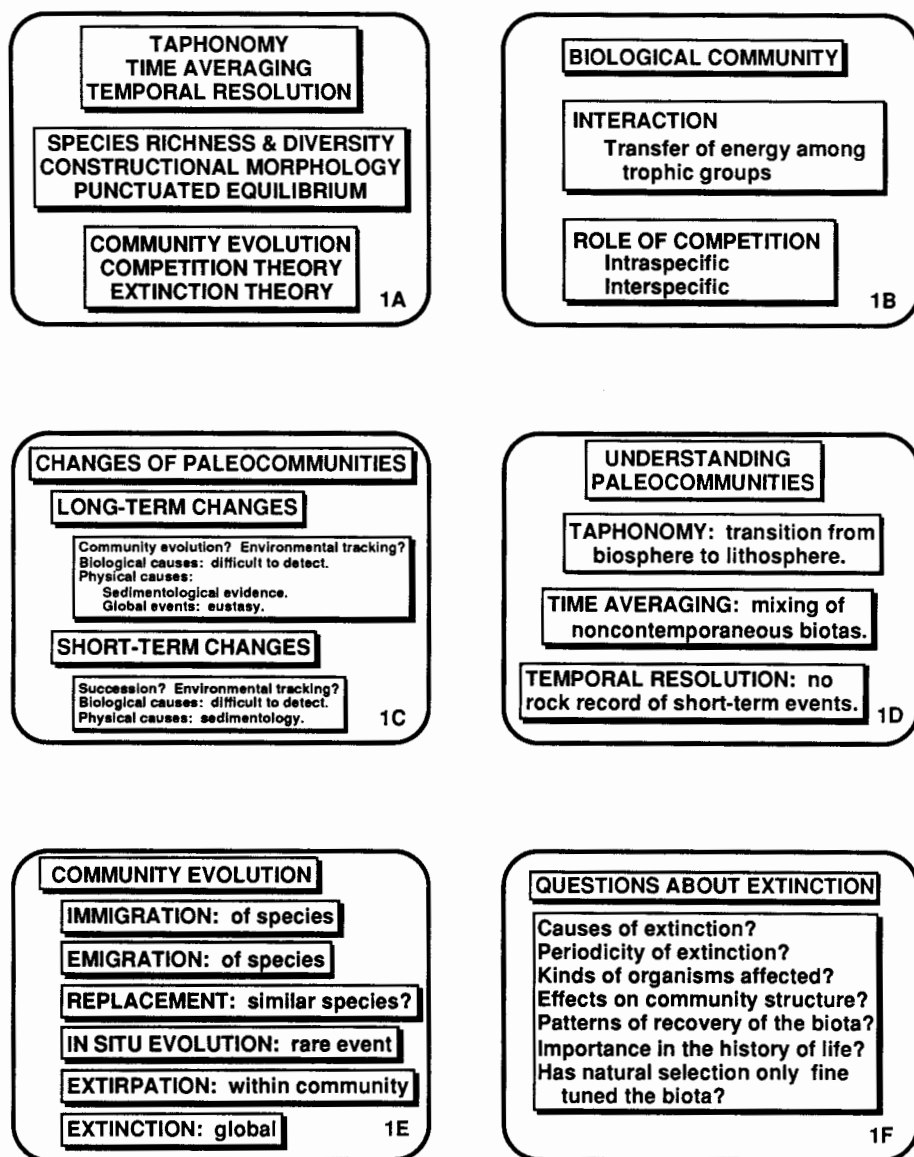 TAPHONOMY
TIME AVERAGING
TEMPORAL RESOLUTION
SPECIES RICHNESS & DIVERSITY
CONSTRUCTIONAL MORPHOLOGY
PUNCTUATED EQUILIBRIUM
COMMUNITY EVOLUTION
COMPETITION THEORY
EXTINCTION THEORY
1A
BIOLOGICAL COMMUNITY
INTERACTION
Transfer of energy among
trophic groups
ROLE OF COMPETITION
Intraspecific
Interspecific
1B
CHANGES OF PALEOCOMMUNITIES
LONG-TERM CHANGES
Community evolution? Environmental tracking?
Biological causes: difficult to detect.
Physical causes:
Sedimentological evidence.
Global events: eustasy.
SHORT-TERM CHANGES
Succession? Environmental tracking?
Biological causes: difficult to detect.
Physical causes: sedimentology.
1C
UNDERSTANDING
PALEOCOMMUNITIES
TAPHONOMY: transition from
biosphere to lithosphere.
TIME AVERAGING: mixing of
noncontemporaneous biotas.
TEMPORAL RESOLUTION: no
rock record of short-term events.
1D
COMMUNITY EVOLUTION
IMMIGRATION: of species
EMIGRATION: of species
REPLACEMENT: similar species?
IN SITU EVOLUTION: rare event
EXTIRPATION: within community
EXTINCTION: global
1E
QUESTIONS ABOUT EXTINCTION
Causes of extinction?
Periodicity of extinction?
Kinds of organisms affected?
Effects on community structure?
Patterns of recovery of the biota?
Importance in the history of life?
Has natural selection only fine
tuned the biota?
1F